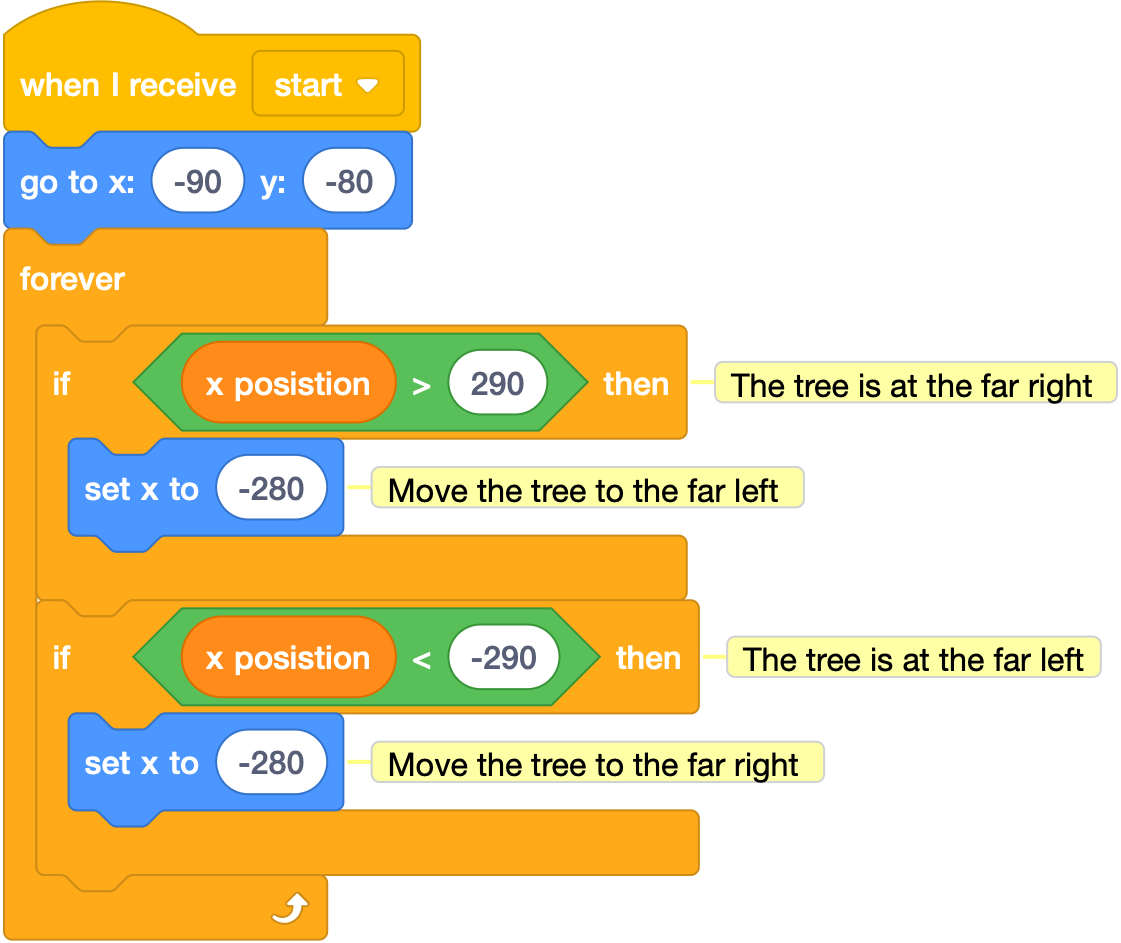 when I receive start
go to x: -90 y: -80
forever
if x posistion > 290 then The tree is at the far right
set x to -280 Move the tree to the far left
if x posistion < -290 then The tree is at the far left
set x to -280 Move the tree to the far right